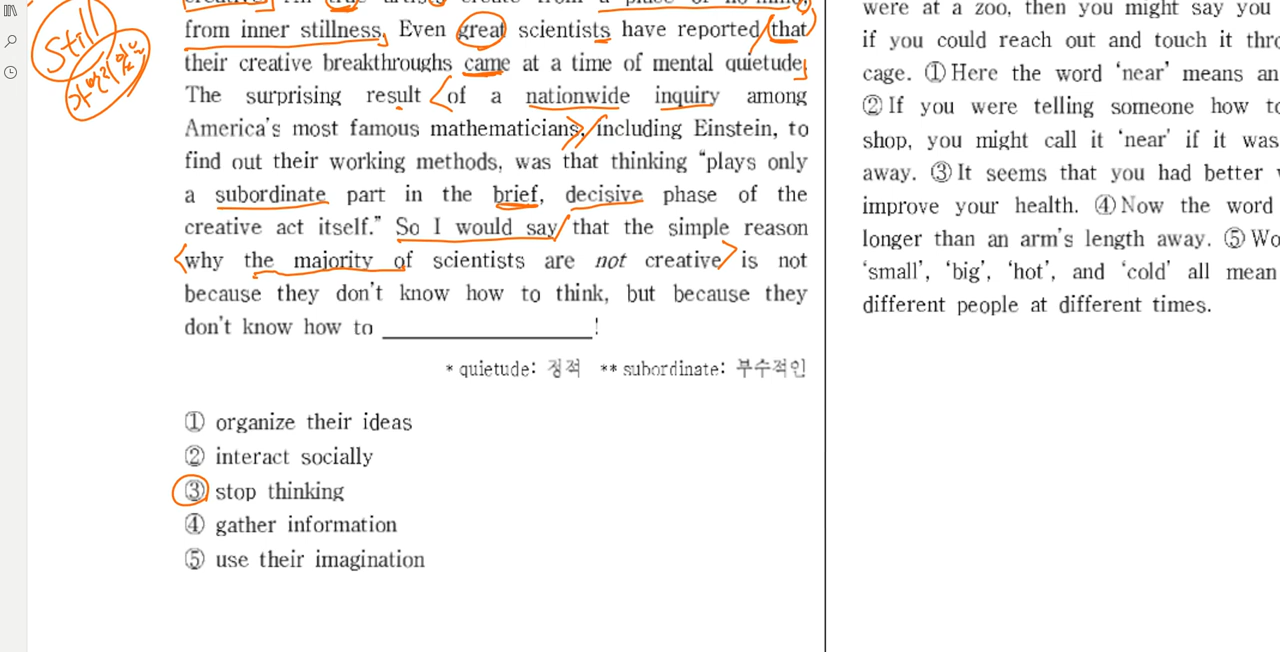 from inner stillness. Even great scientists have reported that
their creative breakthroughs came at a time of mental quietude.
The surprising result of a nationwide inquiry among
America's most famous mathematicians, including Einstein, to
find out their working methods, was that thinking “plays only
a subordinate part in the brief, decisive phase of the
creative act itself.” So I would say that the simple reason
why the majority of scientists are not creative is not
because they don't know how to think, but because they
don't know how to !
* quietude: 정적 ** subordinate: 부수적인
① organize their ideas
② interact socially
③ stop thinking
④ gather information
⑤ use their imagination
Still
were at a zoo, then you might say you
if you could reach out and touch it thr
cage. ① Here the word ‘near’ means an
② If you were telling someone how to
shop, you might call it ‘near’ if it was
away. ③ It seems that you had better
improve your health. ④ Now the word
longer than an arm's length away. ⑤ Wo
‘small’, ‘big’, ‘hot’, and ‘cold’ all mean
different people at different times.